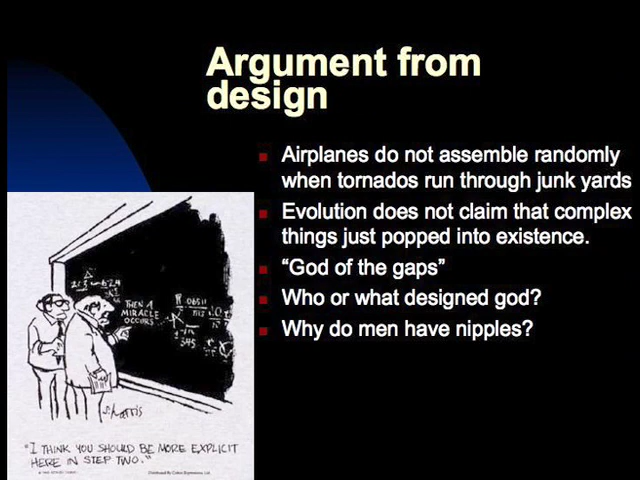 Argument from
design
Airplanes do not assemble randomly
when tornados run through junk yards
Evolution does not claim that complex
things just popped into existence.
“God of the gaps”
Who or what designed god?
Why do men have nipples?
THEN A
MIRACLE
OCCURS
S. Harris
"I THINK YOU SHOULD BE MORE EXPLICIT
HERE IN STEP TWO."